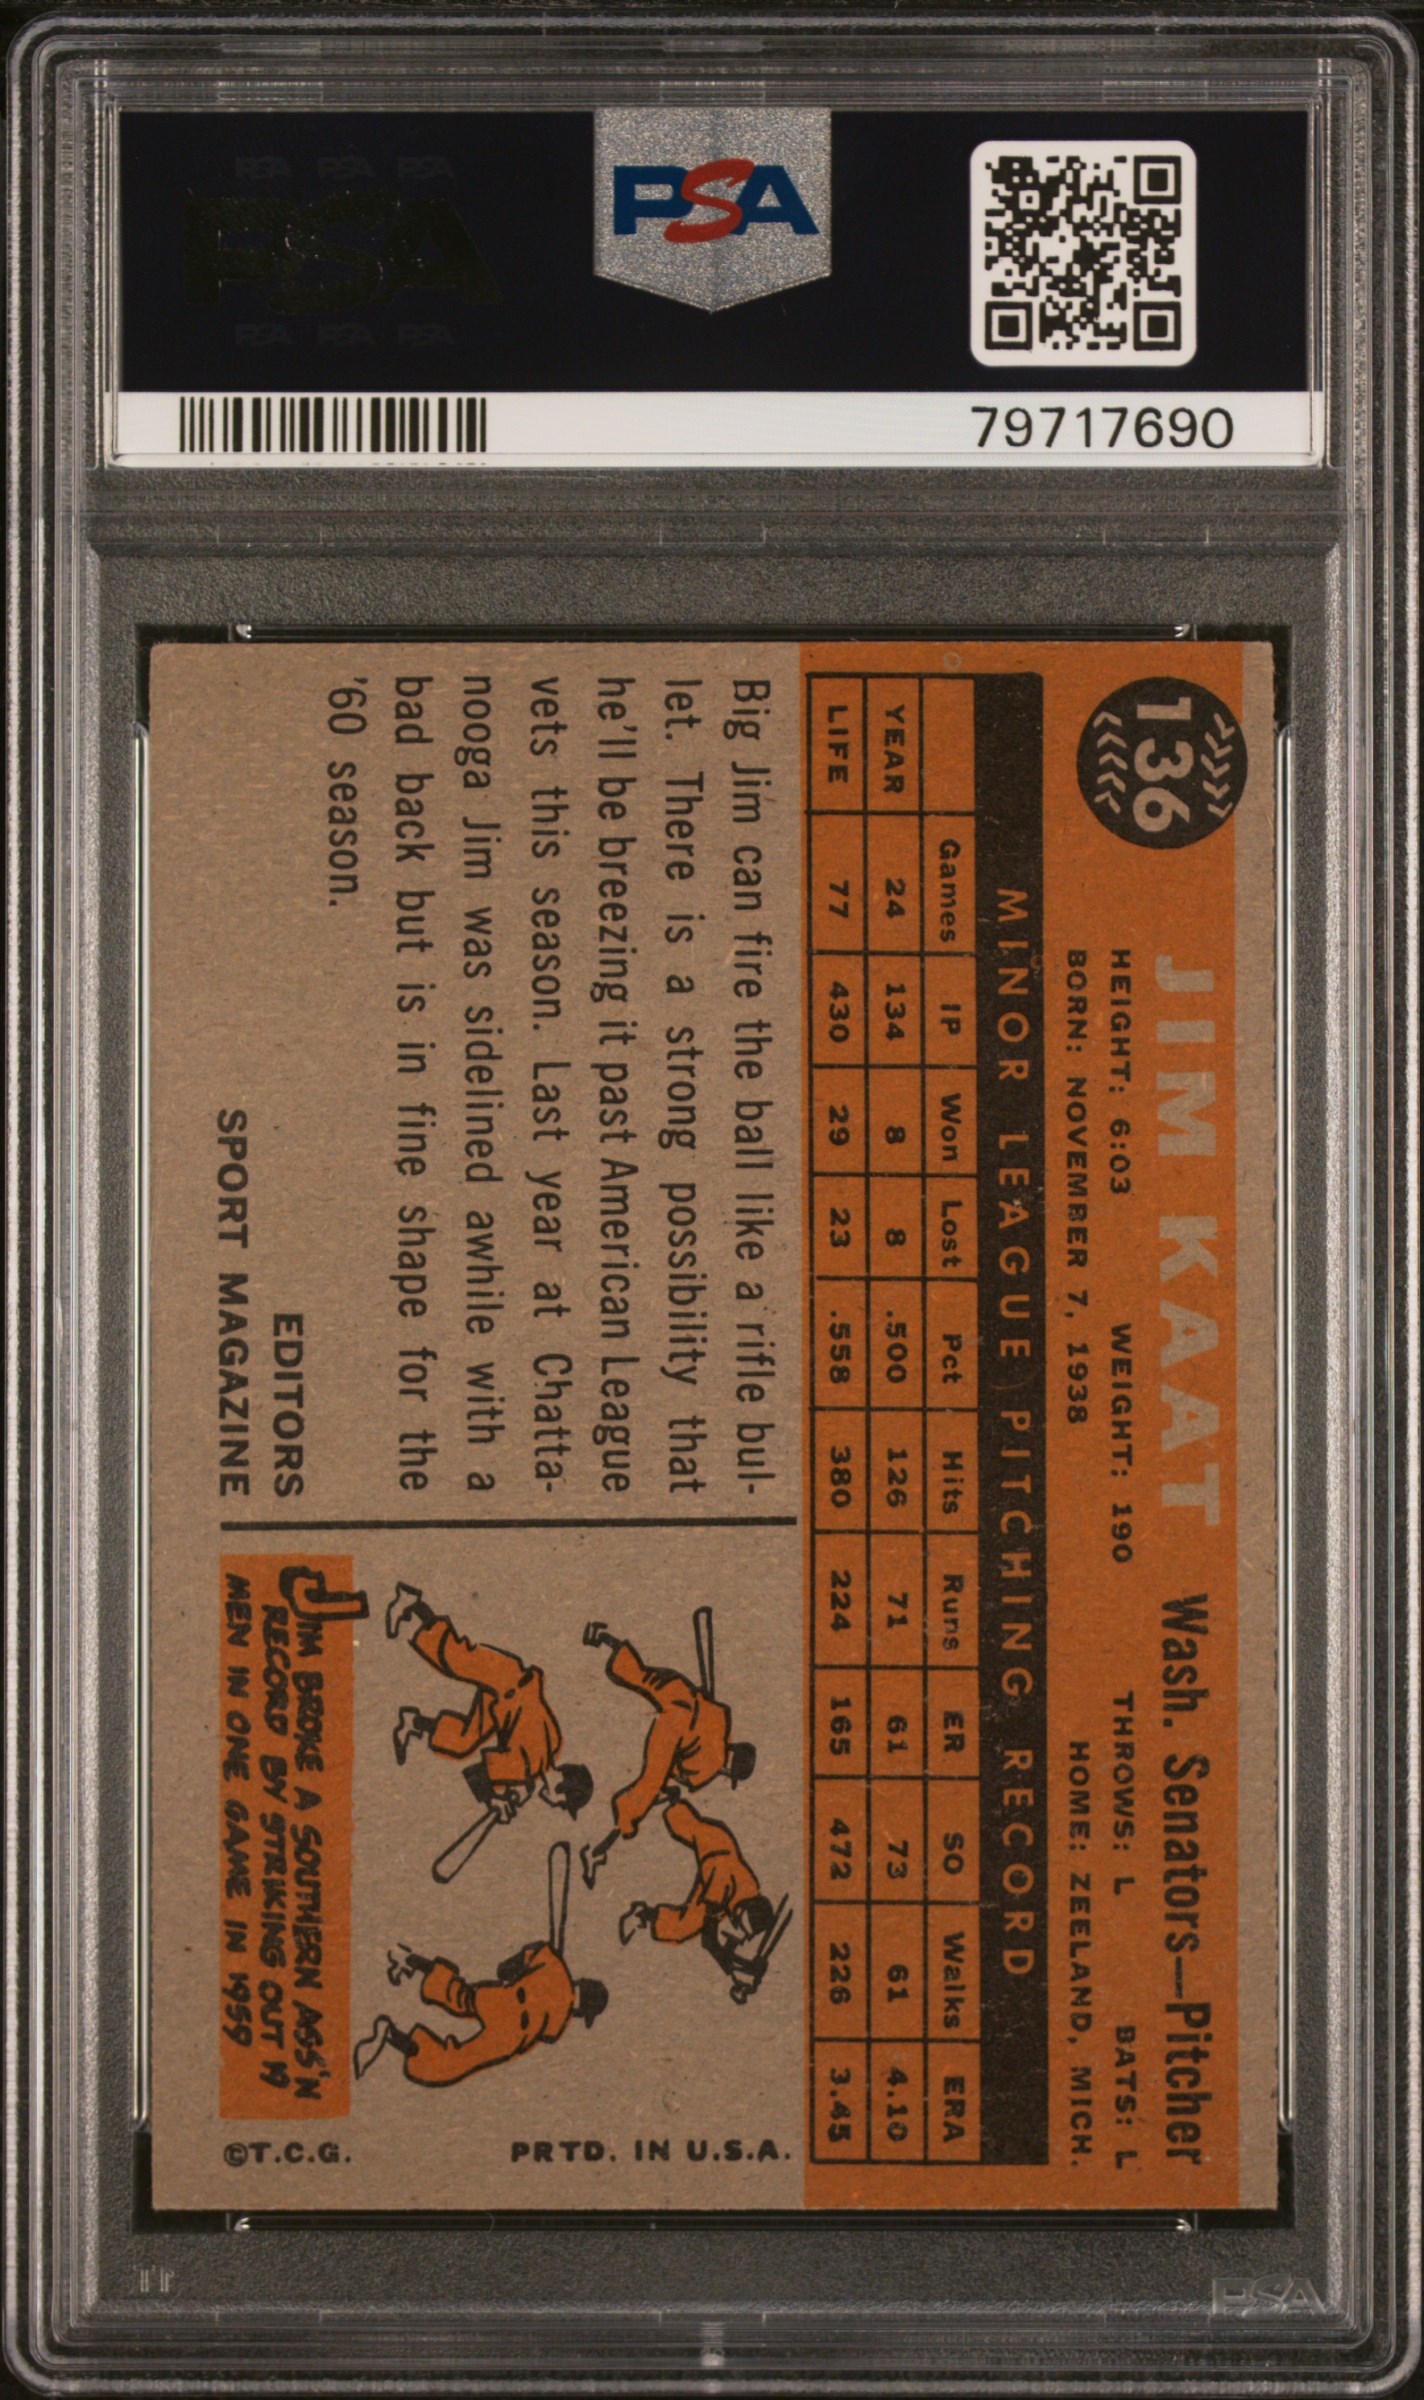 PSA
79717690
136
JIM KAAT Wash. Senators—Pitcher
HEIGHT: 6:03 WEIGHT: 190 THROWS: L BATS: L
BORN: NOVEMBER 7, 1938 HOME: ZEELAND, MICH.
MINOR LEAGUE PITCHING RECORD
Games IP Won Lost Pct Hits Runs ER SO Walks ERA
YEAR 24 134 8 8 .500 126 71 61 73 61 4.10
LIFE 77 430 29 23 .558 380 224 165 472 226 3.45
Big Jim can fire the ball like a rifle bul-
let. There is a strong possibility that
he'll be breezing it past American League
vets this season. Last year at Chatta-
nooga Jim was sidelined awhile with a
bad back but is in fine shape for the
'60 season.
EDITORS
SPORT MAGAZINE
JIM BROKE A SOUTHERN ASS'N
RECORD BY STRIKING OUT 19
MEN IN ONE GAME IN 1959
PRTD. IN U.S.A.
©T.C.G.
PSA